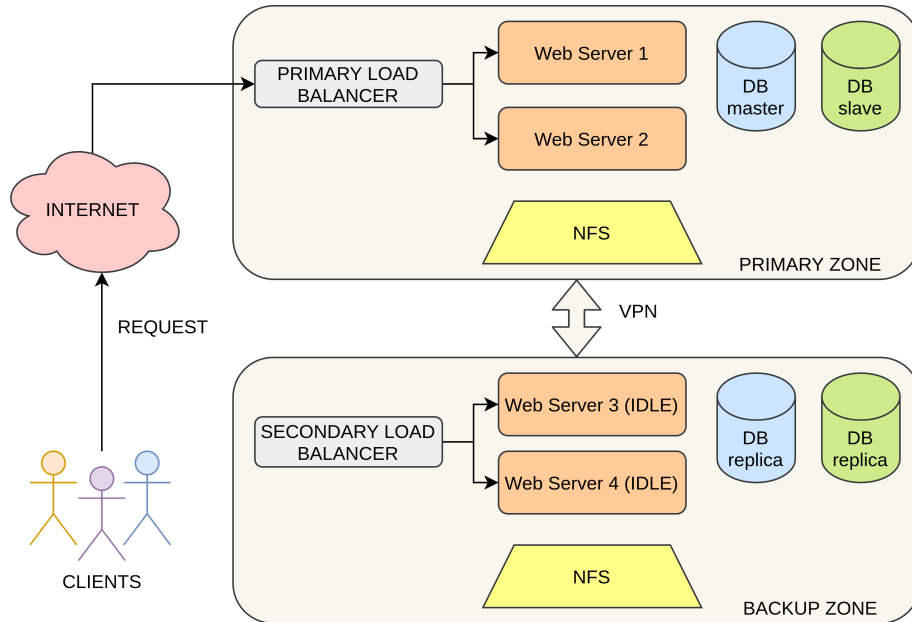 PRIMARY LOAD
BALANCER
Web Server 1
Web Server 2
DB
master
DB
slave
NFS
PRIMARY ZONE
INTERNET
REQUEST
CLIENTS
VPN
SECONDARY LOAD
BALANCER
Web Server 3 (IDLE)
Web Server 4 (IDLE)
DB
replica
DB
replica
NFS
BACKUP ZONE